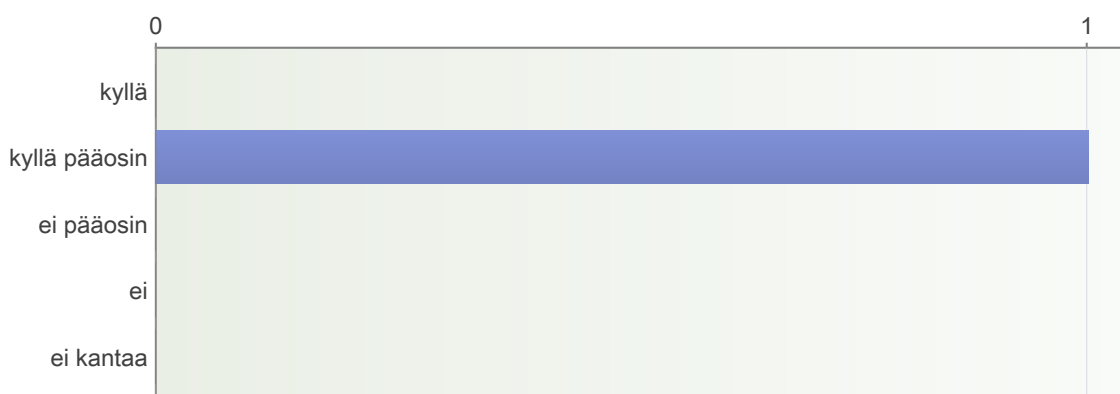 0 1
kyllä
kyllä pääosin
ei pääosin
ei
ei kantaa